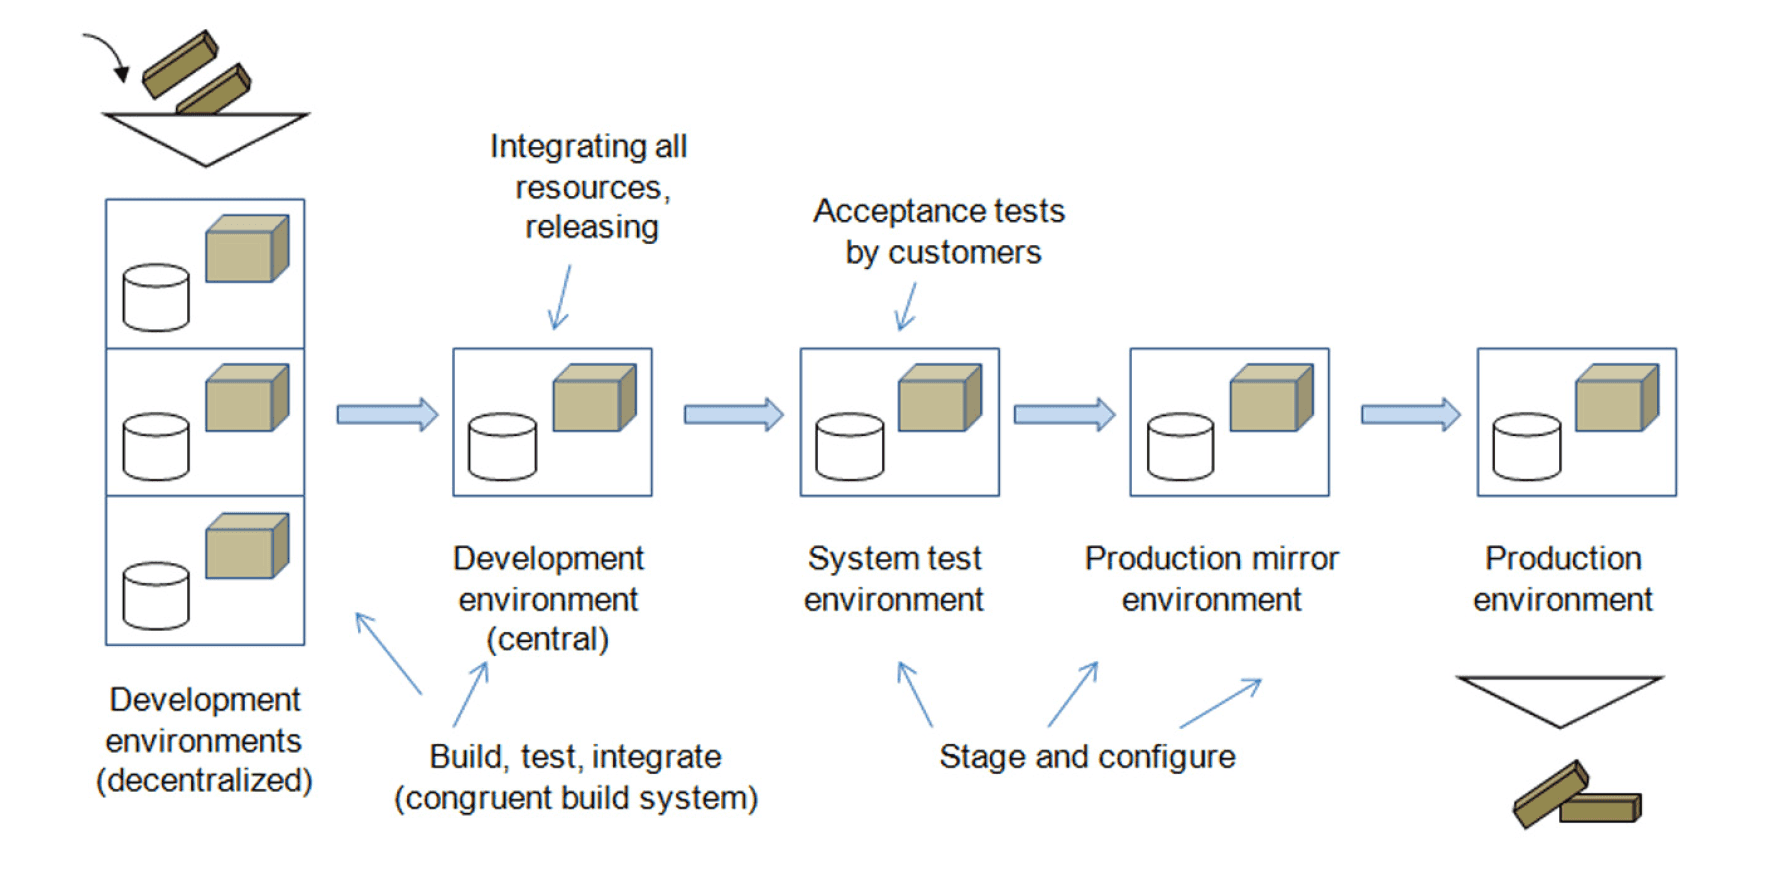 Integrating all
resources,
releasing
Acceptance tests
by customers
Development
environments
(decentralized)
Development
environment
(central)
System test
environment
Production mirror
environment
Production
environment
Build, test, integrate
(congruent build system)
Stage and configure